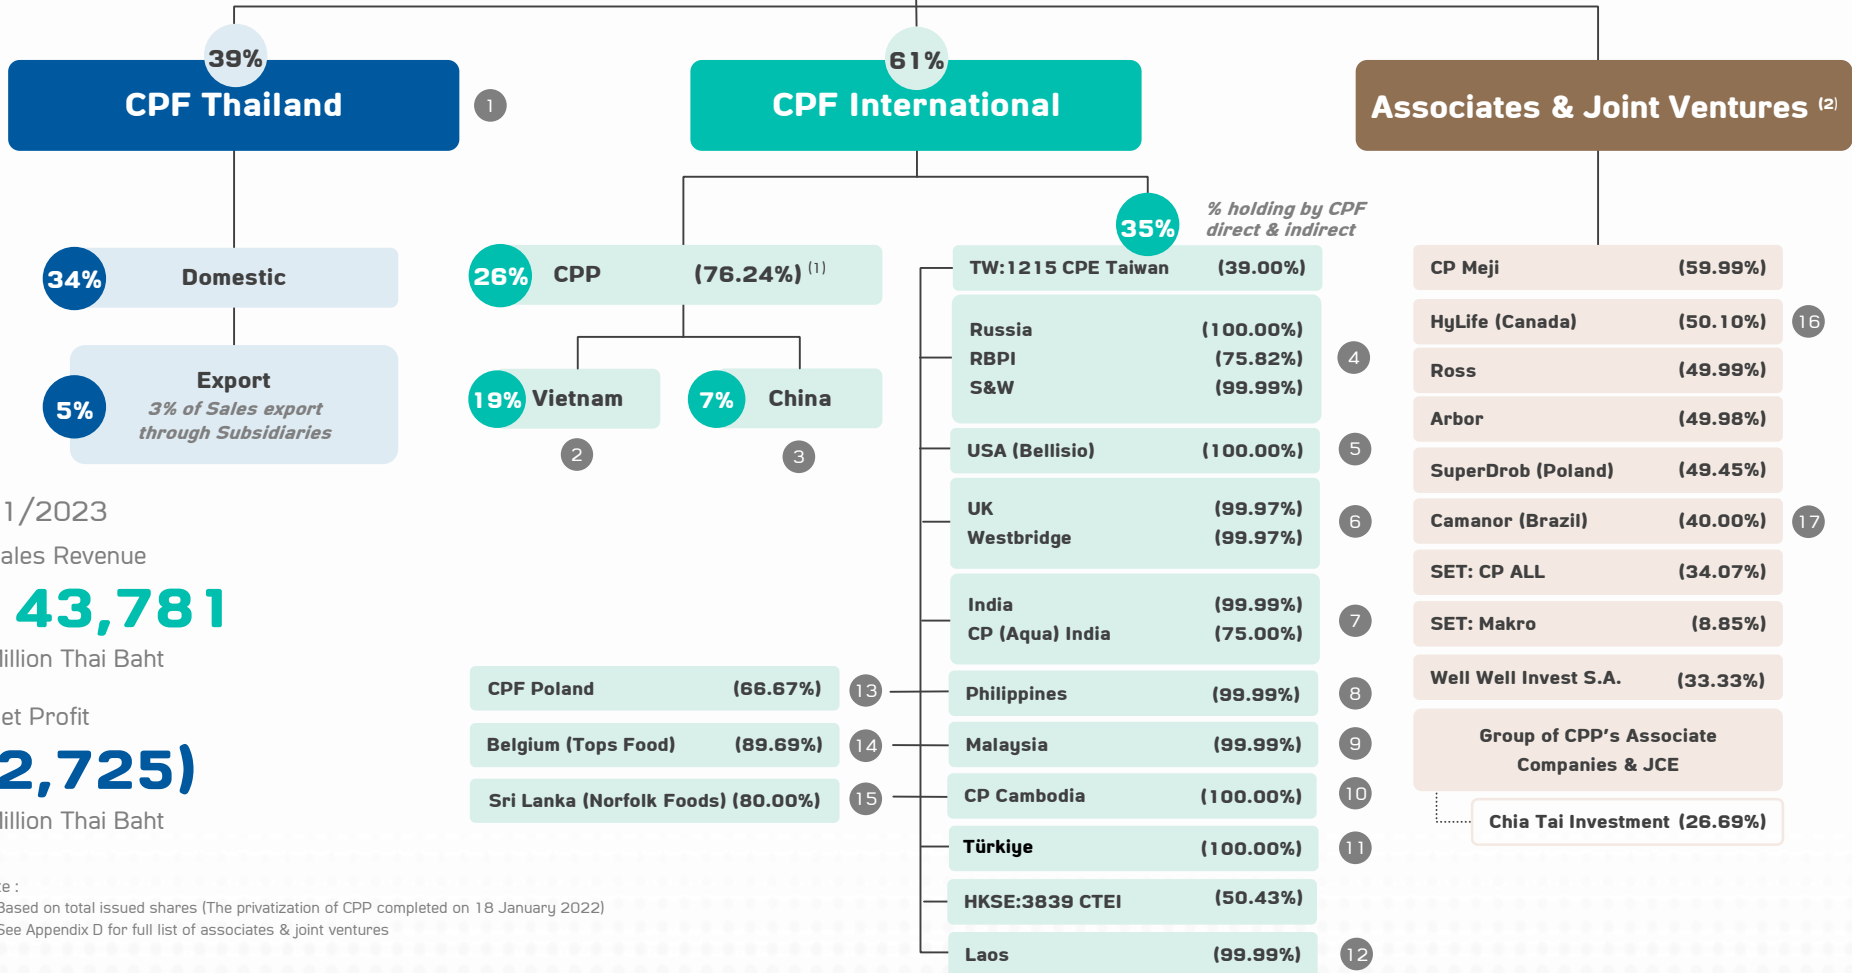 39%
CPF Thailand
1
34%
Domestic
5%
Export
3% of Sales export
through Subsidiaries
1/2023
ales Revenue
43,781
illion Thai Baht
et Profit
2,725)
illion Thai Baht
te :
Based on total issued shares (The privatization of CPP completed on 18 January 2022)
See Appendix D for full list of associates & joint ventures
61%
CPF International
26%
CPP (76.24%) (1)
19% Vietnam
2
7% China
3
35%
% holding by CPF
direct & indirect
TW:1215 CPE Taiwan (39.00%)
Russia (100.00%)
RBPI (75.82%)
S&W (99.99%)
4
USA (Bellisio) (100.00%)
5
UK (99.97%)
Westbridge (99.97%)
6
India (99.99%)
CP (Aqua) India (75.00%)
7
Philippines (99.99%)
8
Malaysia (99.99%)
9
CP Cambodia (100.00%)
10
Türkiye (100.00%)
11
HKSE:3839 CTEI (50.43%)
Laos (99.99%)
12
CPF Poland (66.67%)
13
Belgium (Tops Food) (89.69%)
14
Sri Lanka (Norfolk Foods) (80.00%)
15
Associates & Joint Ventures (2)
CP Meji (59.99%)
HyLife (Canada) (50.10%)
16
Ross (49.99%)
Arbor (49.98%)
SuperDrob (Poland) (49.45%)
Camanor (Brazil) (40.00%)
17
SET: CP ALL (34.07%)
SET: Makro (8.85%)
Well Well Invest S.A. (33.33%)
Group of CPP's Associate
Companies & JCE
Chia Tai Investment (26.69%)